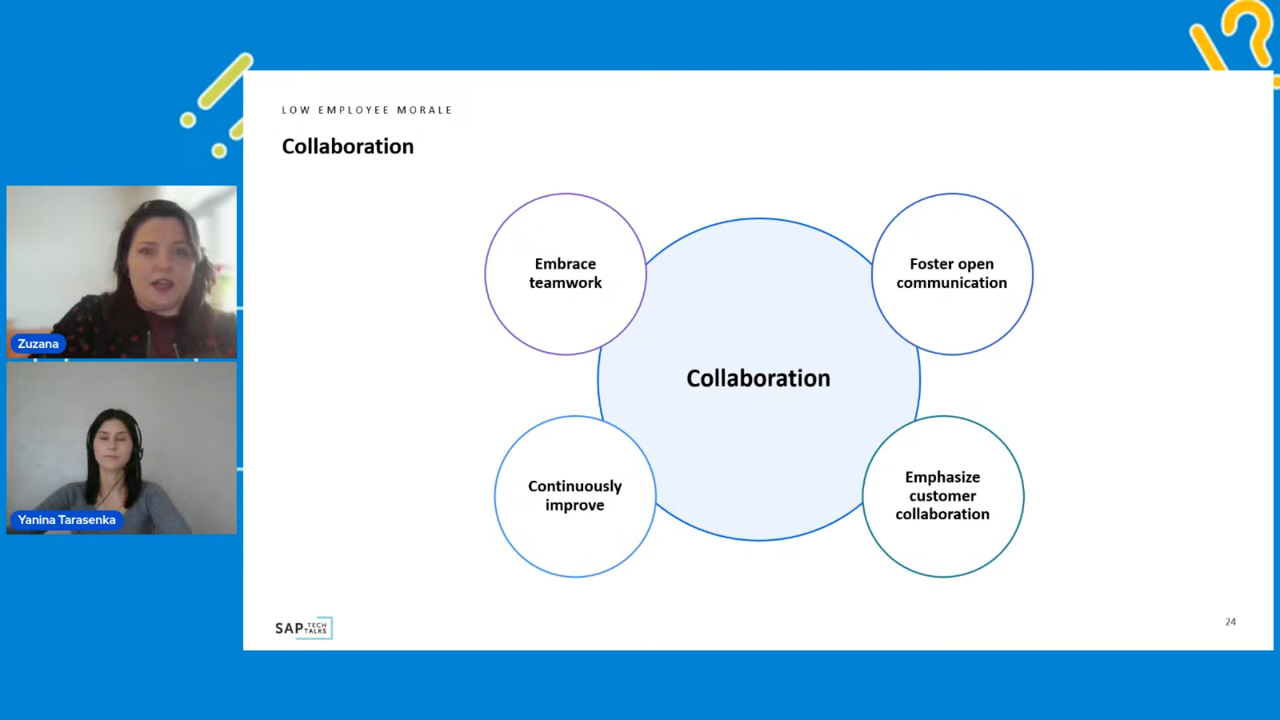 LOW EMPLOYEE MORALE
Collaboration
Embrace
teamwork
Foster open
communication
Collaboration
Continuously
improve
Emphasize
customer
collaboration
Zuzana
Yanina Tarasenka
SAP TECH
TALKS
24